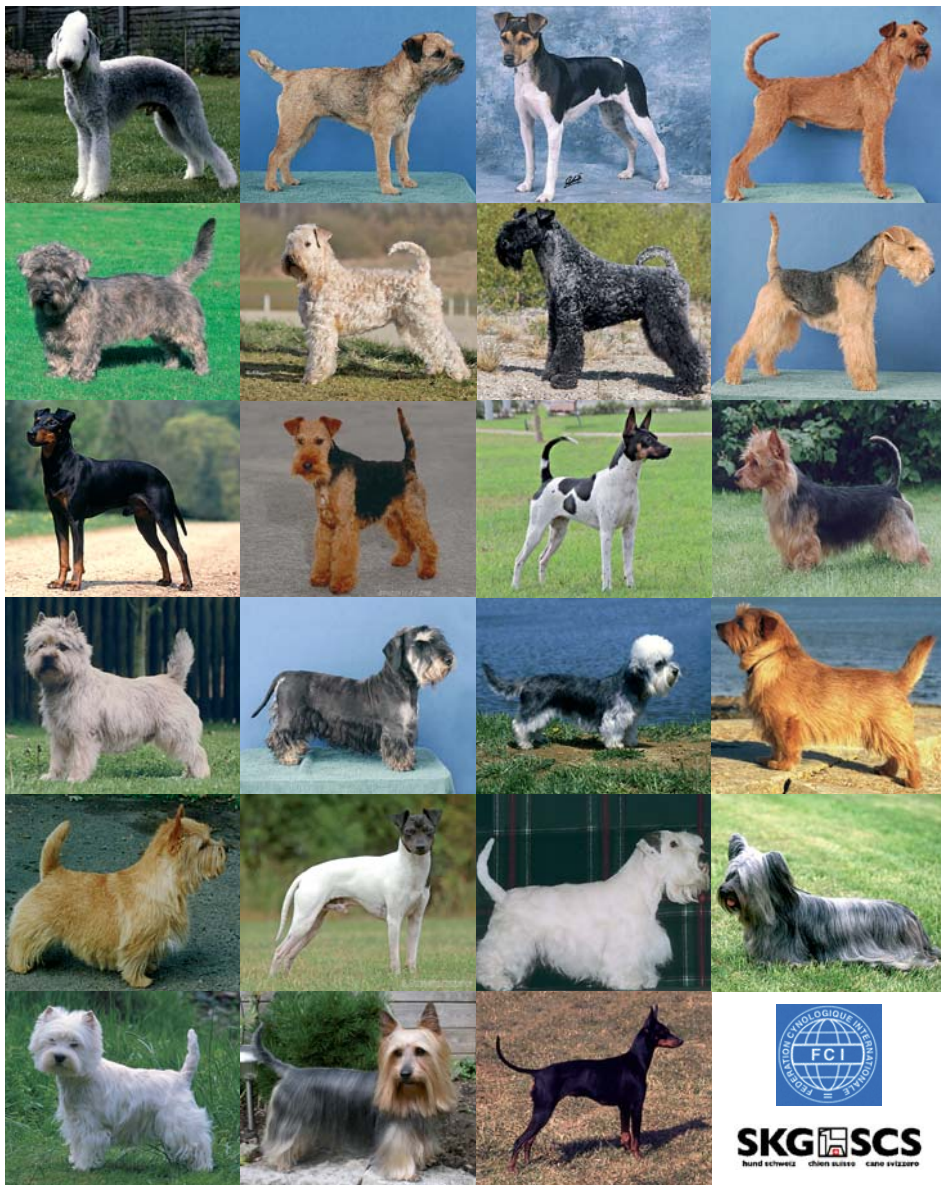 FEDERATION CYNOLOGIQUE INTERNATIONALE
FCI
SKG SCS
hund schweiz chien suisse cane svizzero